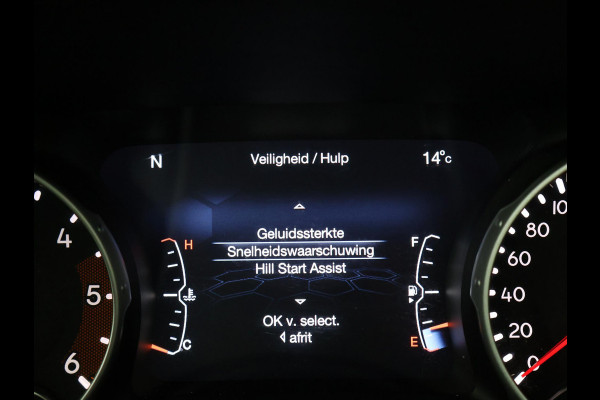 N Veiligheid / Hulp 14°C
Geluidssterkte
Snelheidswaarschuwing
Hill Start Assist
OK v. select.
afrit
H
C
F
E
4
5
6
100
80
60
40
20
0